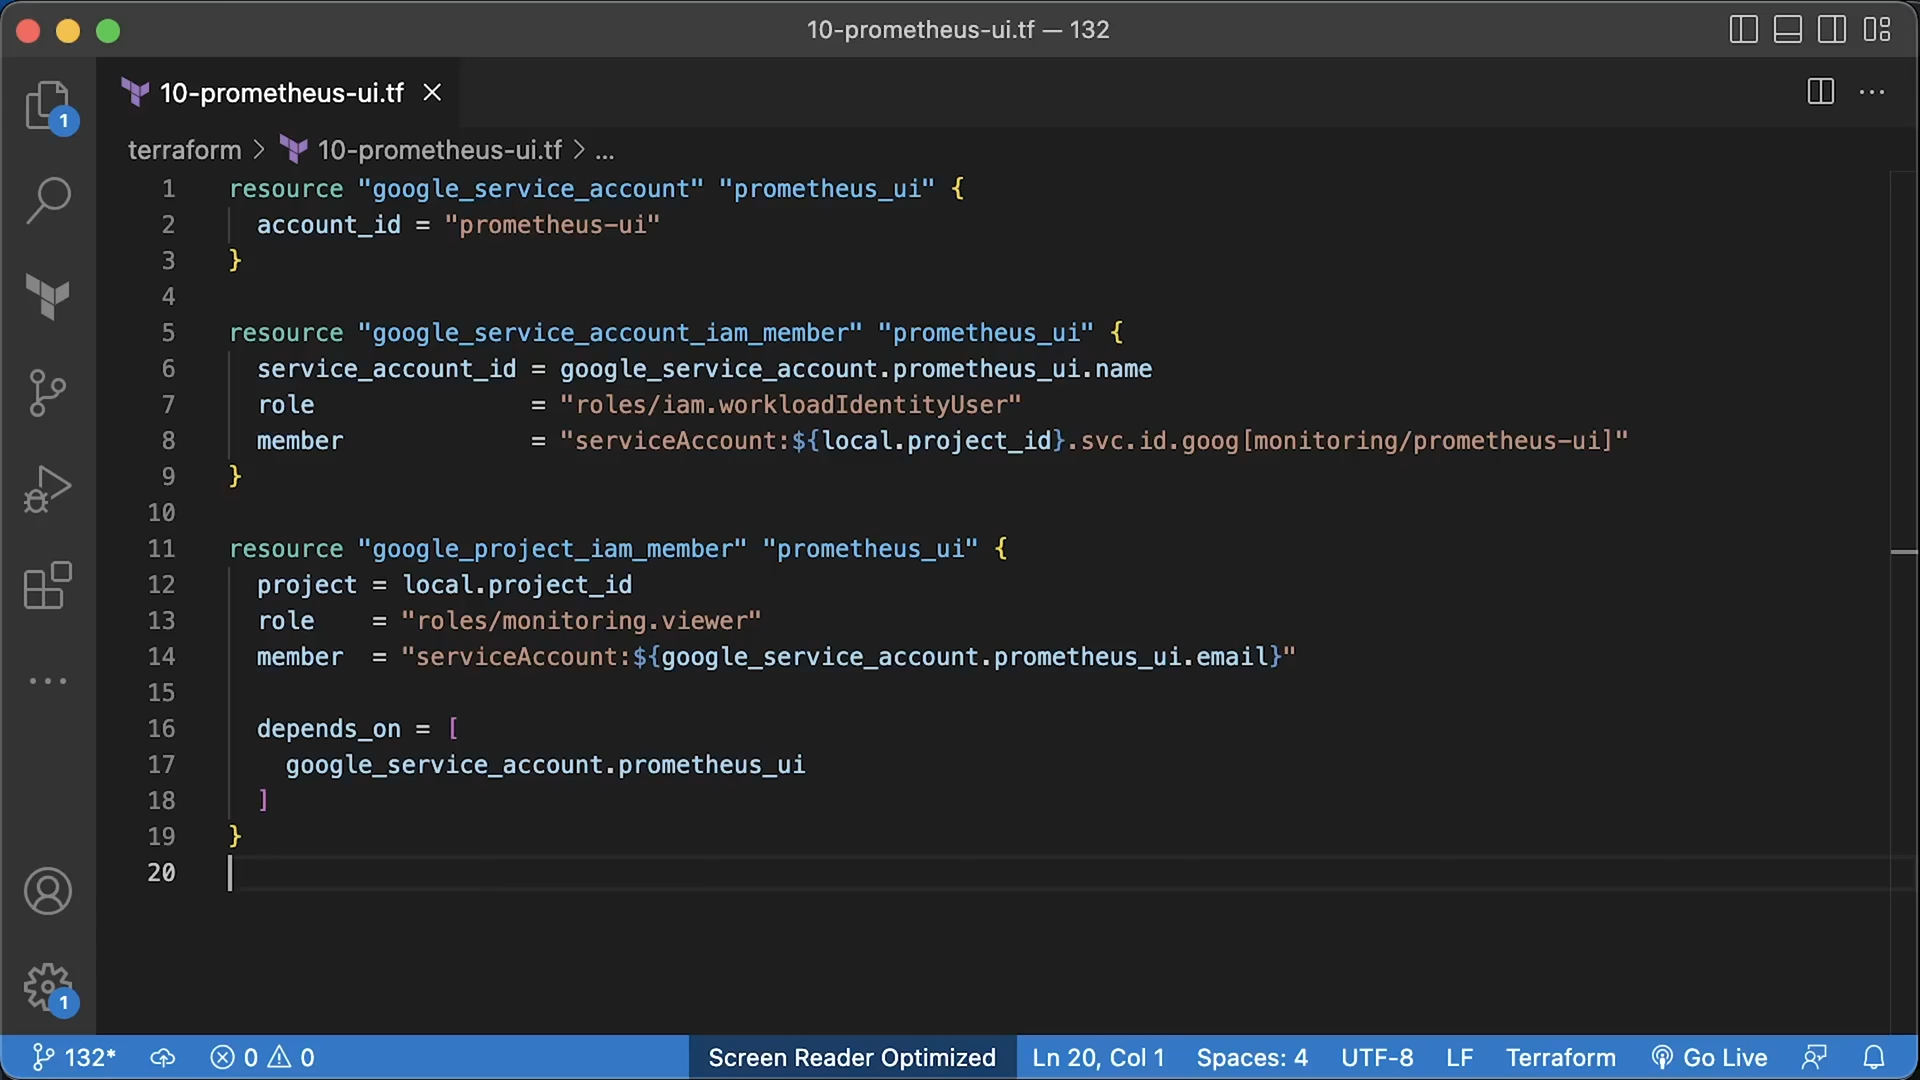 10-prometheus-ui.tf — 132
10-prometheus-ui.tf
1
terraform > 10-prometheus-ui.tf > ...
1 resource "google_service_account" "prometheus_ui" {
2   account_id = "prometheus-ui"
3 }
4
5 resource "google_service_account_iam_member" "prometheus_ui" {
6   service_account_id = google_service_account.prometheus_ui.name
7   role               = "roles/iam.workloadIdentityUser"
8   member             = "serviceAccount:${local.project_id}.svc.id.goog[monitoring/prometheus-ui]"
9 }
10
11 resource "google_project_iam_member" "prometheus_ui" {
12   project = local.project_id
13   role    = "roles/monitoring.viewer"
14   member  = "serviceAccount:${google_service_account.prometheus_ui.email}"
15
16   depends_on = [
17     google_service_account.prometheus_ui
18   ]
19 }
20
1
132* 0 0 Screen Reader Optimized Ln 20, Col 1 Spaces: 4 UTF-8 LF Terraform Go Live